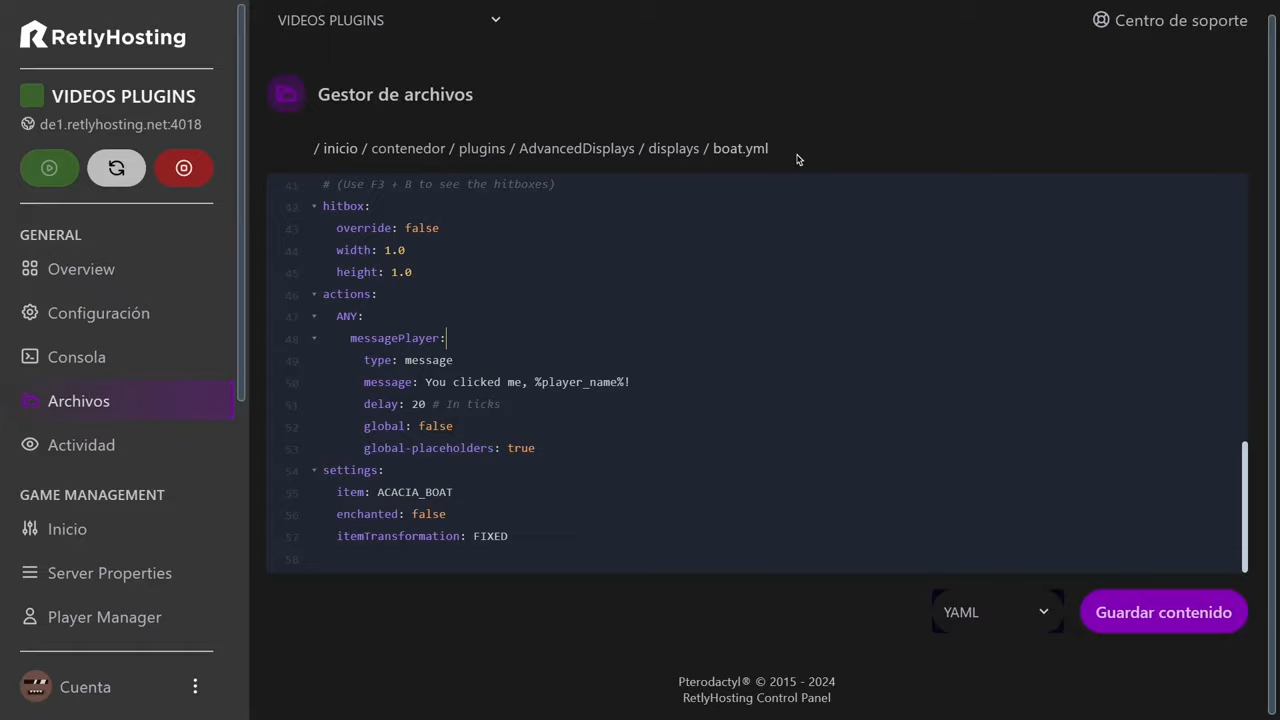 RetlyHosting
VIDEOS PLUGINS
de1.retlyhosting.net:4018
GENERAL
Overview
Configuración
Consola
Archivos
Actividad
GAME MANAGEMENT
Inicio
Server Properties
Player Manager
Cuenta
VIDEOS PLUGINS
Centro de soporte
Gestor de archivos
/ inicio / contenedor / plugins / AdvancedDisplays / displays / boat.yml
41 # (Use F3 + B to see the hitboxes)
42 hitbox:
43 override: false
44 width: 1.0
45 height: 1.0
46 actions:
47 ANY:
48 messagePlayer:
49 type: message
50 message: You clicked me, %player_name%!
51 delay: 20 # In ticks
52 global: false
53 global-placeholders: true
54 settings:
55 item: ACACIA_BOAT
56 enchanted: false
57 itemTransformation: FIXED
58
YAML
Guardar contenido
Pterodactyl® © 2015 - 2024
RetlyHosting Control Panel